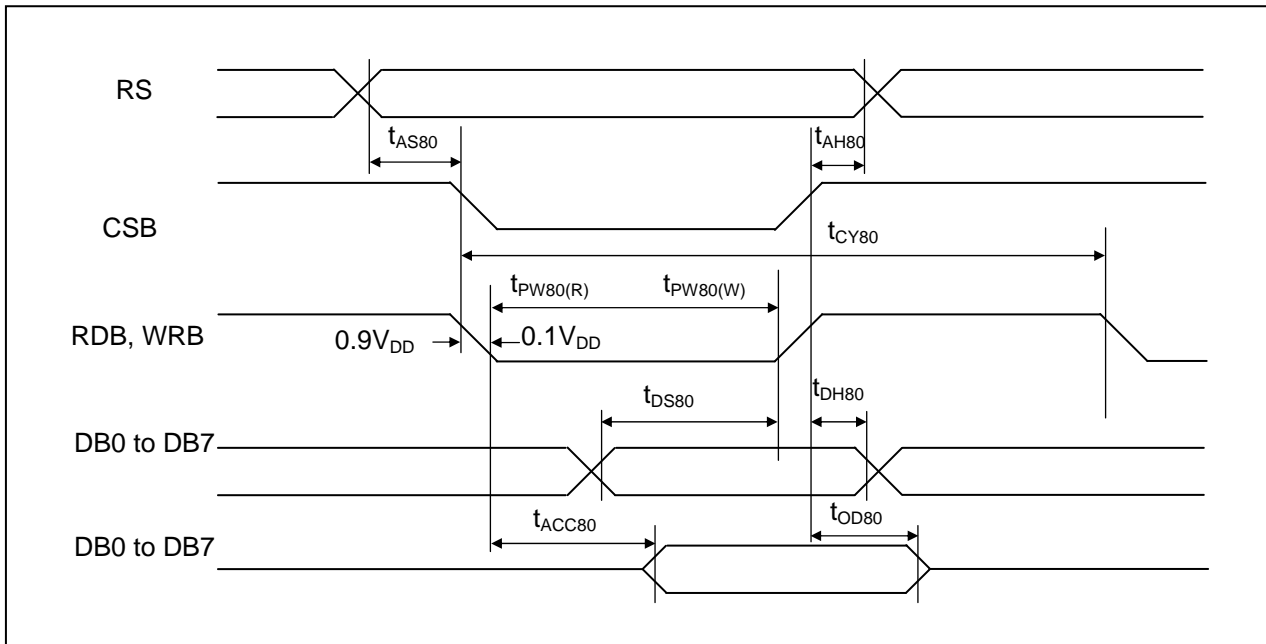 RS
tAS80
tAH80
CSB
tCY80
tPW80(R)
tPW80(W)
RDB, WRB
0.9VDD
0.1VDD
tDS80
tDH80
DB0 to DB7
tACC80
tOD80
DB0 to DB7